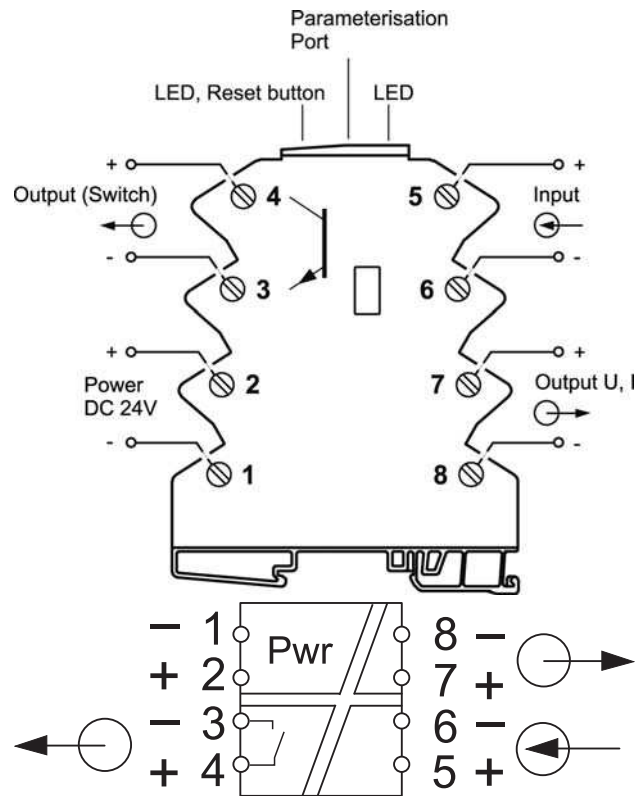 Parameterisation
Port
LED, Reset button LED
+ +
4 5
Output (Switch) Input
- -
3 6
+ +
2 7
Power
DC 24V
Output U, I
- -
1 8
− 1 8 −
Pwr
+ 2 7 +
− 3 6 −
+ 4 5 +